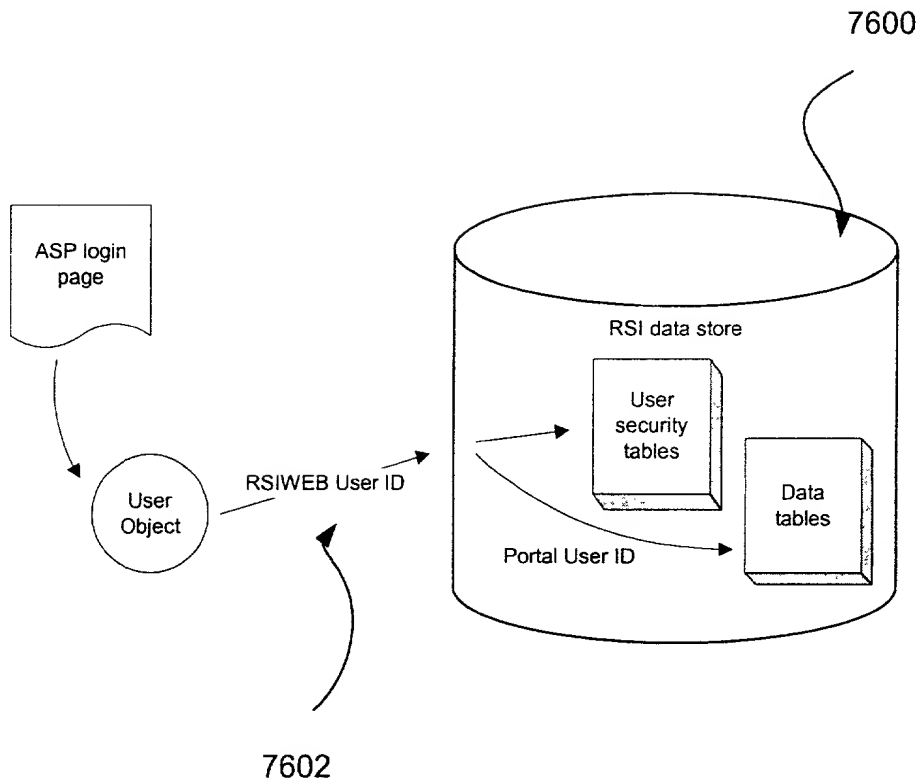 7600
ASP login
page
RSI data store
User
security
tables
RSIWEB User ID
User
Object
Data
tables
Portal User ID
7602